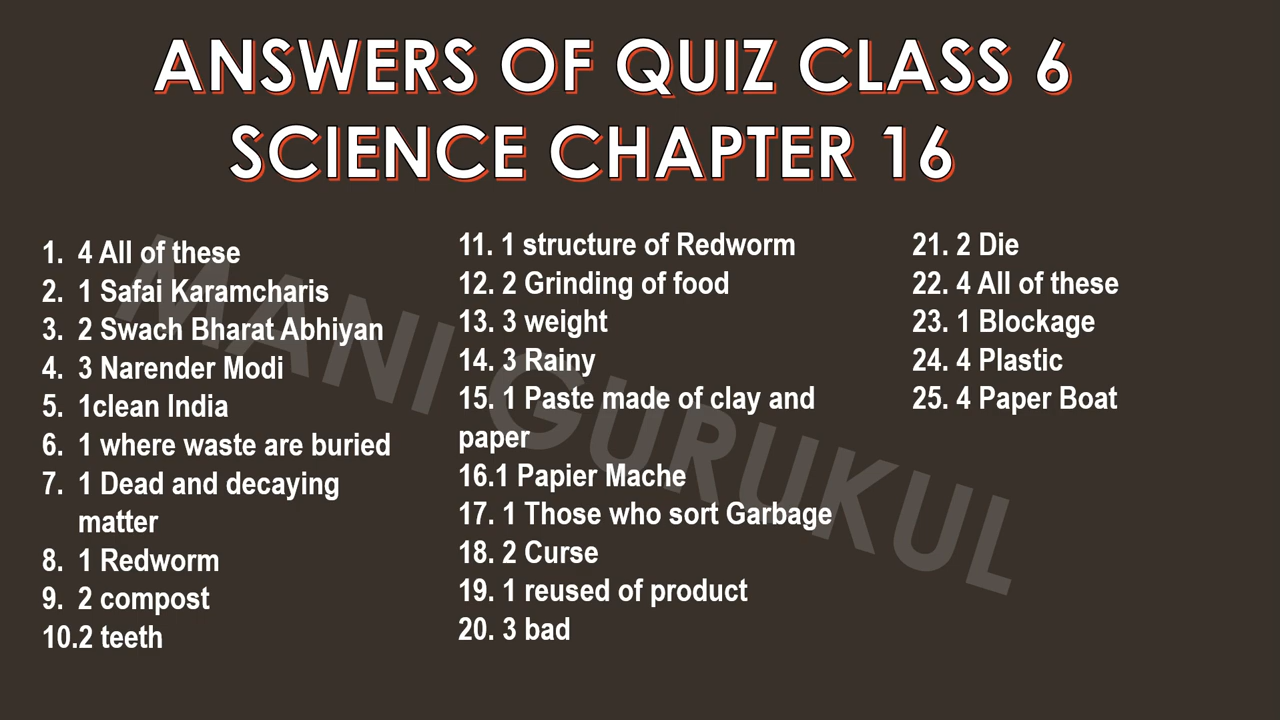 ANSWERS OF QUIZ CLASS 6
SCIENCE CHAPTER 16
1. 4 All of these
2. 1 Safai Karamcharis
3. 2 Swach Bharat Abhiyan
4. 3 Narender Modi
5. 1clean India
6. 1 where waste are buried
7. 1 Dead and decaying
matter
8. 1 Redworm
9. 2 compost
10.2 teeth
11. 1 structure of Redworm
12. 2 Grinding of food
13. 3 weight
14. 3 Rainy
15. 1 Paste made of clay and
paper
16.1 Papier Mache
17. 1 Those who sort Garbage
18. 2 Curse
19. 1 reused of product
20. 3 bad
21. 2 Die
22. 4 All of these
23. 1 Blockage
24. 4 Plastic
25. 4 Paper Boat
MANI GURUKUL